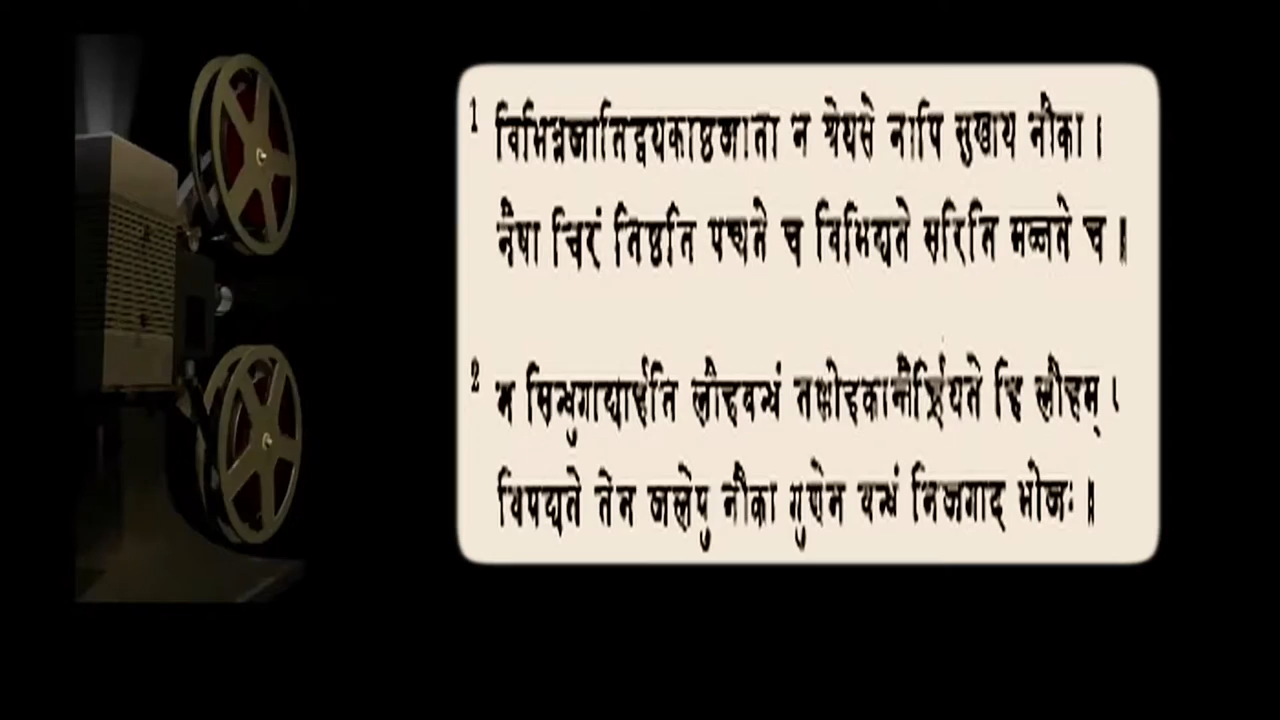 1 विभिन्नजातिद्वयकाष्ठजाता न श्रेयसे नापि सुखाय नौका ।
नैषा चिरं तिष्ठति पच्यते च विभिद्यते सरिति मज्जते च ॥
2 न सिन्धुगाद्यार्हति लौहबन्धं तल्लोहकान्तैर्ह्रियते हि लौहम् ।
विपद्यते तेन जलेषु नौका गुणेन बन्धं निजगाद भोजः ॥